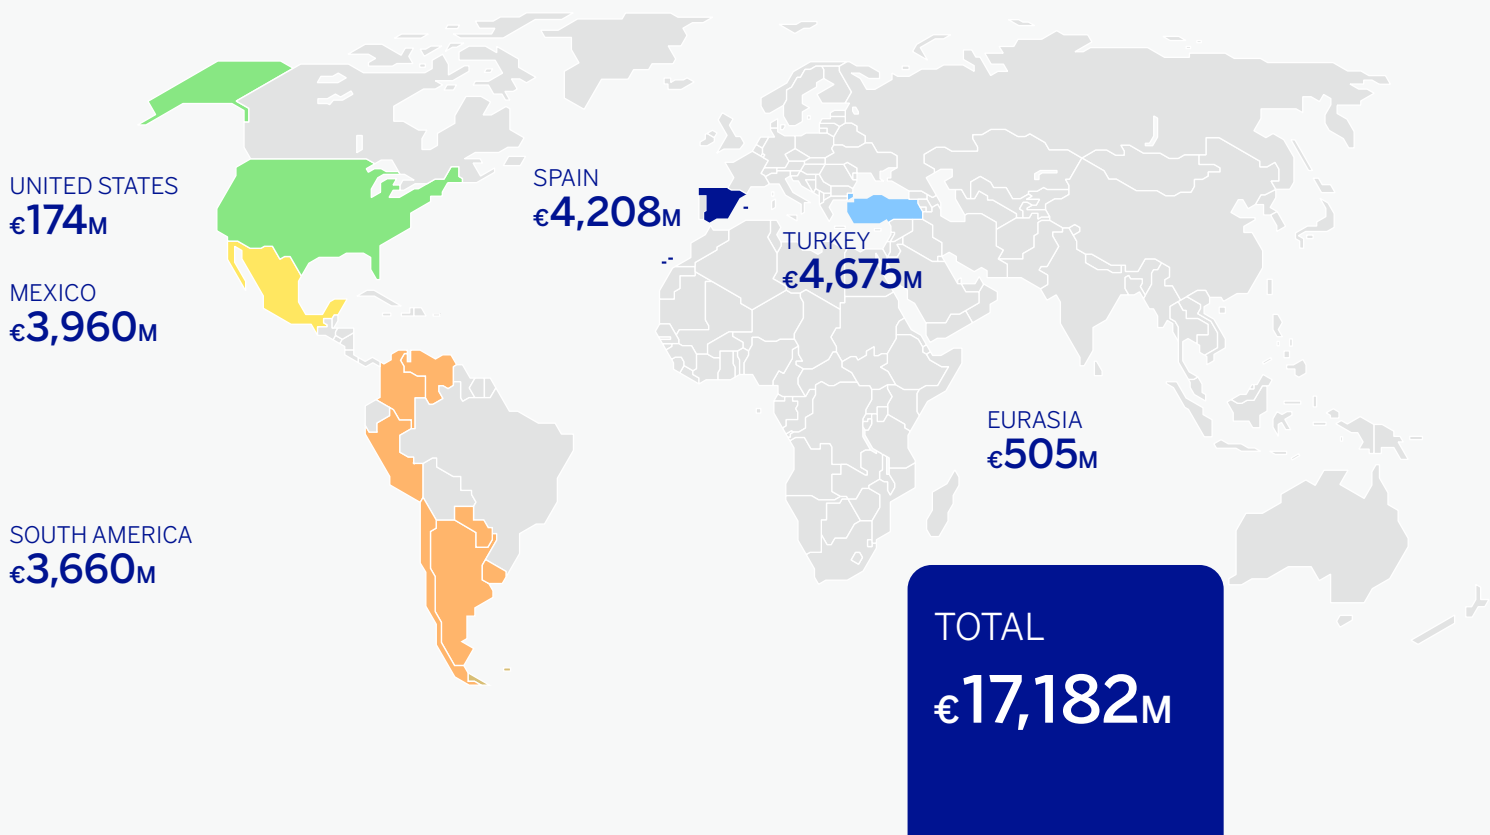 UNITED STATES
€174M
MEXICO
€3,960M
SOUTH AMERICA
€3,660M
SPAIN
€4,208M
TURKEY
€4,675M
EURASIA
€505M
TOTAL
€17,182M